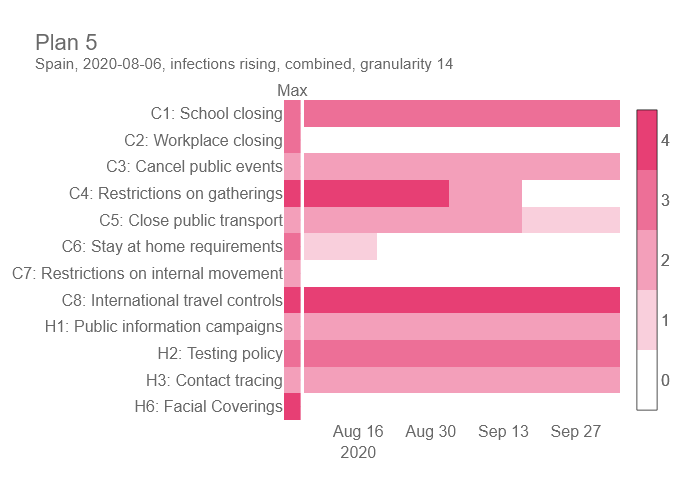 Plan 5
Spain, 2020-08-06, infections rising, combined, granularity 14
Max
C1: School closing
C2: Workplace closing
C3: Cancel public events
C4: Restrictions on gatherings
C5: Close public transport
C6: Stay at home requirements
C7: Restrictions on internal movement
C8: International travel controls
H1: Public information campaigns
H2: Testing policy
H3: Contact tracing
H6: Facial Coverings
4
3
2
1
0
Aug 16 Aug 30 Sep 13 Sep 27
2020